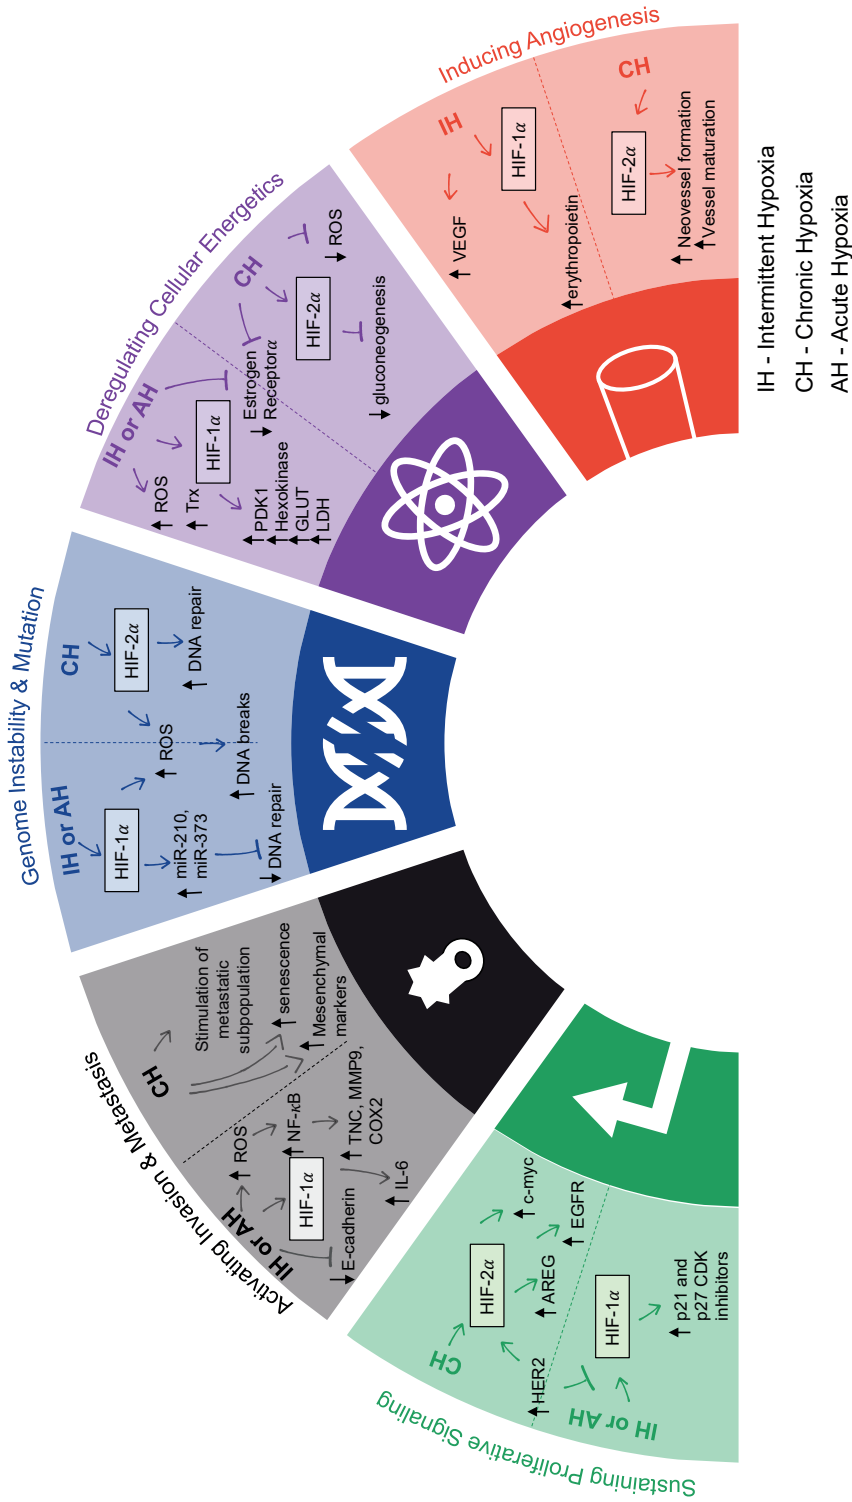 Sustaining Proliferative Signaling
CH
HIF-2α
c-myc
AREG
EGFR
HER2
IH or AH
HIF-1α
p21 and
p27 CDK
inhibitors
Activating Invasion & Metastasis
IH or AH
ROS
NF-κB
HIF-1α
TNC, MMP9,
COX2
IL-6
E-cadherin
CH
Stimulation of
metastatic
subpopulation
senescence
Mesenchymal
markers
Genome Instability & Mutation
IH or AH
HIF-1α
miR-210,
miR-373
DNA repair
ROS
DNA breaks
CH
HIF-2α
DNA repair
Deregulating Cellular Energetics
IH or AH
ROS
Trx
HIF-1α
PDK1
Hexokinase
GLUT
LDH
Estrogen
Receptorα
CH
HIF-2α
ROS
gluconeogenesis
Inducing Angiogenesis
IH
VEGF
HIF-1α
erythropoietin
CH
HIF-2α
Neovessel formation
Vessel maturation
IH - Intermittent Hypoxia
CH - Chronic Hypoxia
AH - Acute Hypoxia